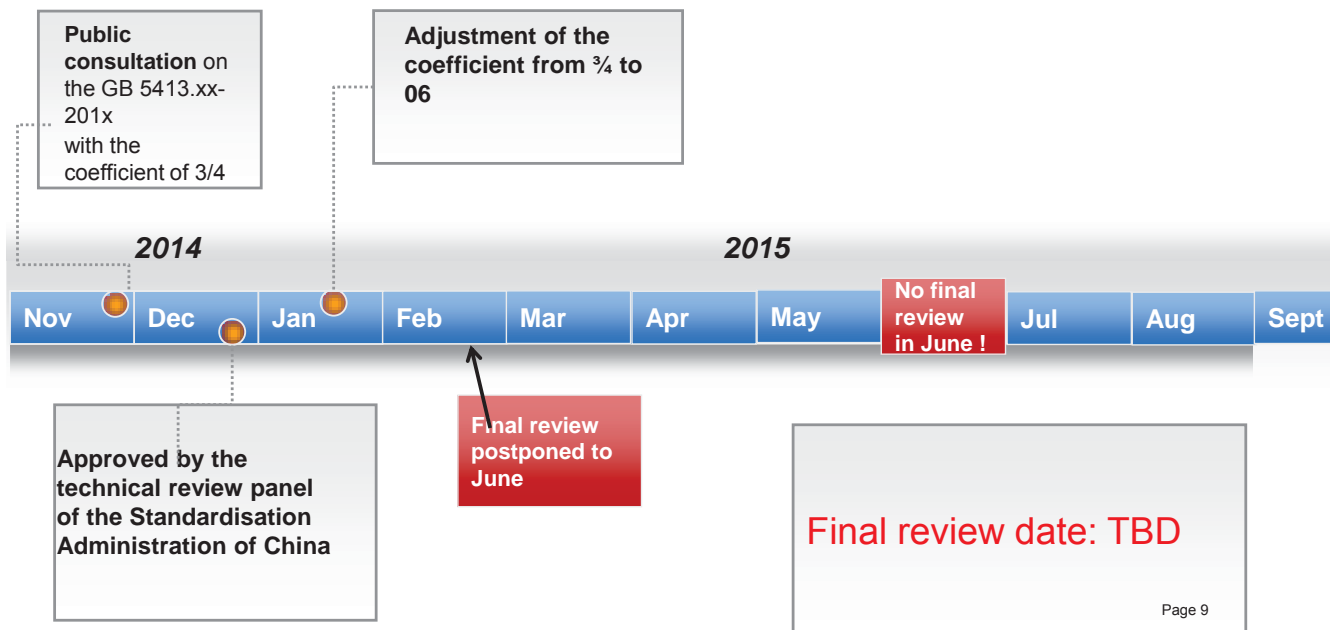 Public
consultation on
the GB 5413.xx-
201x
with the
coefficient of 3/4
Adjustment of the
coefficient from ¾ to
06
2014
2015
Nov
Dec
Jan
Feb
Mar
Apr
May
No final
review
in June !
Jul
Aug
Sept
Approved by the
technical review panel
of the Standardisation
Administration of China
Final review
postponed to
June
Final review date: TBD
Page 9